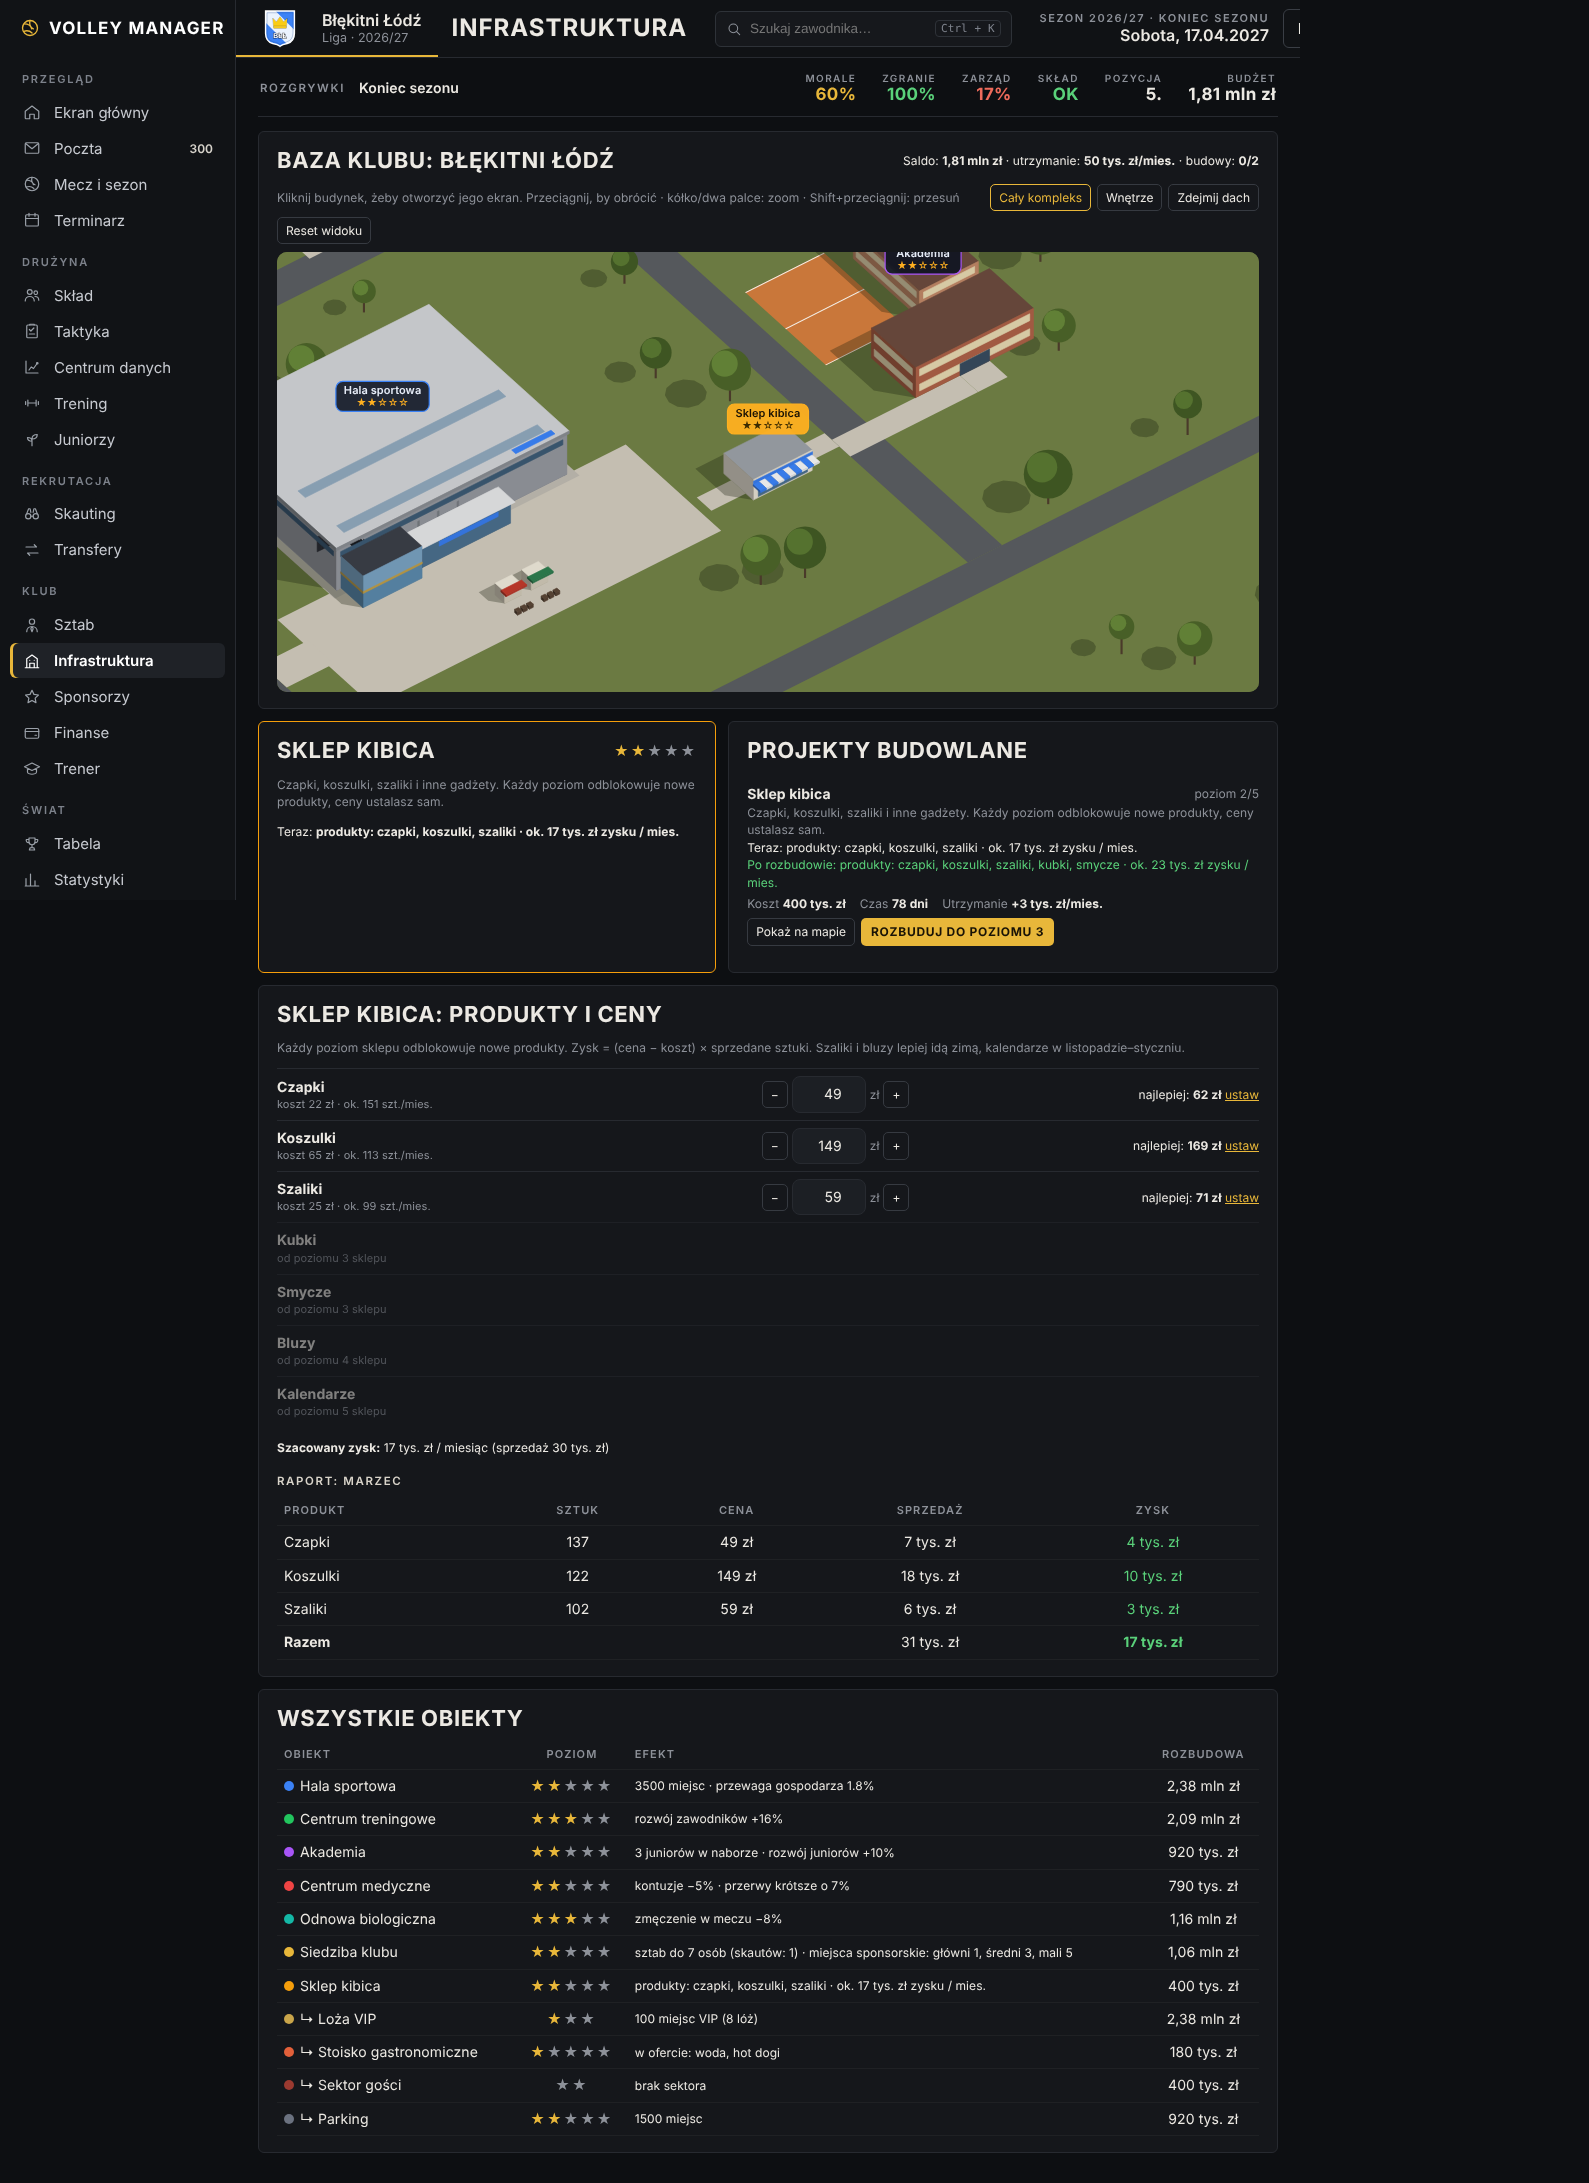 VOLLEY MANAGER
PRZEGLĄD
Ekran główny
Poczta 300
Mecz i sezon
Terminarz
DRUŻYNA
Skład
Taktyka
Centrum danych
Trening
Juniorzy
REKRUTACJA
Skauting
Transfery
KLUB
Sztab
Infrastruktura
Sponsorzy
Finanse
Trener
ŚWIAT
Tabela
Statystyki
Błękitni Łódź
Liga · 2026/27
INFRASTRUKTURA
Szukaj zawodnika… Ctrl + K
SEZON 2026/27 · KONIEC SEZONU
Sobota, 17.04.2027
ROZGRYWKI Koniec sezonu
MORALE 60%
ZGRANIE 100%
ZARZĄD 17%
SKŁAD OK
POZYCJA 5.
BUDŻET 1,81 mln zł
BAZA KLUBU: BŁĘKITNI ŁÓDŹ
Saldo: 1,81 mln zł · utrzymanie: 50 tys. zł/mies. · budowy: 0/2
Kliknij budynek, żeby otworzyć jego ekran. Przeciągnij, by obrócić · kółko/dwa palce: zoom · Shift+przeciągnij: przesuń
Cały kompleks Wnętrze Zdejmij dach
Reset widoku
Akademia
★★☆☆☆
Hala sportowa
★★☆☆☆
Sklep kibica
★★☆☆☆
SKLEP KIBICA ★★★★★
Czapki, koszulki, szaliki i inne gadżety. Każdy poziom odblokowuje nowe
produkty, ceny ustalasz sam.
Teraz: produkty: czapki, koszulki, szaliki · ok. 17 tys. zł zysku / mies.
PROJEKTY BUDOWLANE
Sklep kibica poziom 2/5
Czapki, koszulki, szaliki i inne gadżety. Każdy poziom odblokowuje nowe produkty, ceny
ustalasz sam.
Teraz: produkty: czapki, koszulki, szaliki · ok. 17 tys. zł zysku / mies.
Po rozbudowie: produkty: czapki, koszulki, szaliki, kubki, smycze · ok. 23 tys. zł zysku /
mies.
Koszt 400 tys. zł Czas 78 dni Utrzymanie +3 tys. zł/mies.
Pokaż na mapie ROZBUDUJ DO POZIOMU 3
SKLEP KIBICA: PRODUKTY I CENY
Każdy poziom sklepu odblokowuje nowe produkty. Zysk = (cena − koszt) × sprzedane sztuki. Szaliki i bluzy lepiej idą zimą, kalendarze w listopadzie–styczniu.
Czapki
koszt 22 zł · ok. 151 szt./mies.
− 49 zł + najlepiej: 62 zł ustaw
Koszulki
koszt 65 zł · ok. 113 szt./mies.
− 149 zł + najlepiej: 169 zł ustaw
Szaliki
koszt 25 zł · ok. 99 szt./mies.
− 59 zł + najlepiej: 71 zł ustaw
Kubki
od poziomu 3 sklepu
Smycze
od poziomu 3 sklepu
Bluzy
od poziomu 4 sklepu
Kalendarze
od poziomu 5 sklepu
Szacowany zysk: 17 tys. zł / miesiąc (sprzedaż 30 tys. zł)
RAPORT: MARZEC
PRODUKT SZTUK CENA SPRZEDAŻ ZYSK
Czapki 137 49 zł 7 tys. zł 4 tys. zł
Koszulki 122 149 zł 18 tys. zł 10 tys. zł
Szaliki 102 59 zł 6 tys. zł 3 tys. zł
Razem 31 tys. zł 17 tys. zł
WSZYSTKIE OBIEKTY
OBIEKT POZIOM EFEKT ROZBUDOWA
Hala sportowa ★★★★★ 3500 miejsc · przewaga gospodarza 1.8% 2,38 mln zł
Centrum treningowe ★★★★★ rozwój zawodników +16% 2,09 mln zł
Akademia ★★★★★ 3 juniorów w naborze · rozwój juniorów +10% 920 tys. zł
Centrum medyczne ★★★★★ kontuzje −5% · przerwy krótsze o 7% 790 tys. zł
Odnowa biologiczna ★★★★★ zmęczenie w meczu −8% 1,16 mln zł
Siedziba klubu ★★★★★ sztab do 7 osób (skautów: 1) · miejsca sponsorskie: główni 1, średni 3, mali 5 1,06 mln zł
Sklep kibica ★★★★★ produkty: czapki, koszulki, szaliki · ok. 17 tys. zł zysku / mies. 400 tys. zł
↳ Loża VIP ★★★ 100 miejsc VIP (8 lóż) 2,38 mln zł
↳ Stoisko gastronomiczne ★★★★★ w ofercie: woda, hot dogi 180 tys. zł
↳ Sektor gości ★★ brak sektora 400 tys. zł
↳ Parking ★★★★★ 1500 miejsc 920 tys. zł